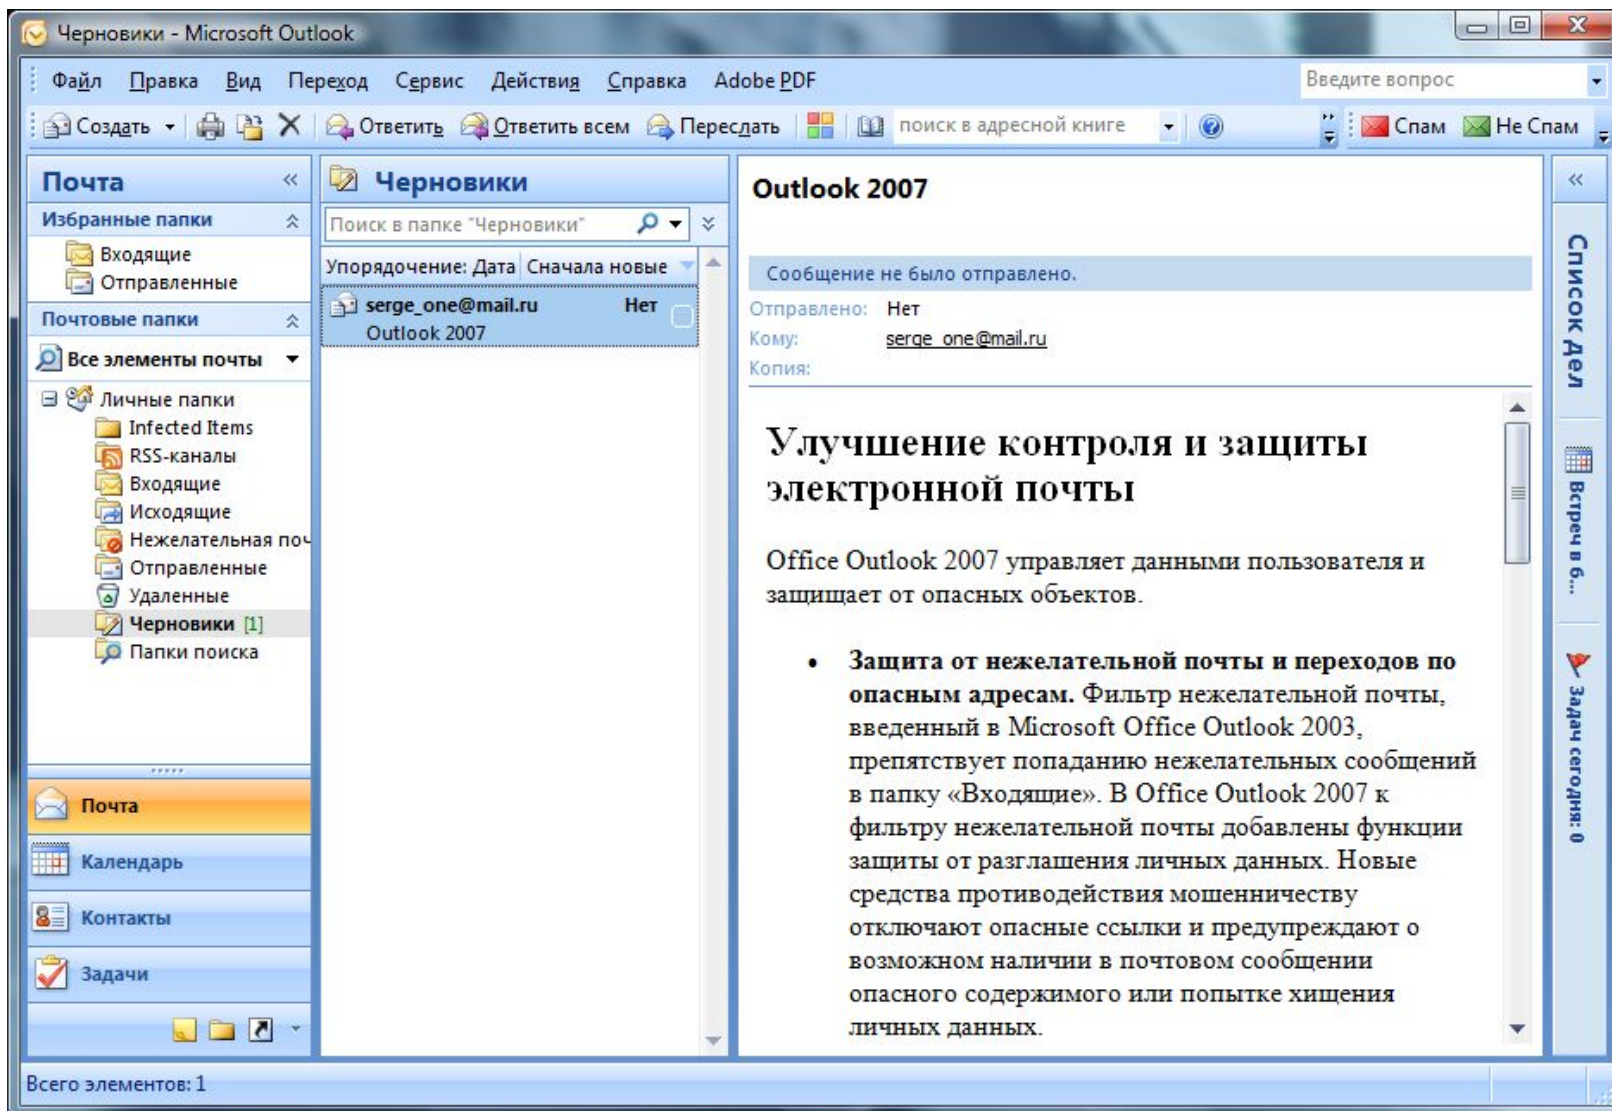 Черновики - Microsoft Outlook
Файл Правка Вид Переход Сервис Действия Справка Adobe PDF Введите вопрос
Создать Ответить Ответить всем Переслать поиск в адресной книге Спам Не Спам
Почта
Избранные папки
Входящие
Отправленные
Почтовые папки
Все элементы почты
Личные папки
Infected Items
RSS-каналы
Входящие
Исходящие
Нежелательная поч
Отправленные
Удаленные
Черновики [1]
Папки поиска
Почта
Календарь
Контакты
Задачи
Черновики
Поиск в папке "Черновики"
Упорядочение: Дата Сначала новые
serge_one@mail.ru Нет
Outlook 2007
Outlook 2007
Сообщение не было отправлено.
Отправлено: Нет
Кому: serge_one@mail.ru
Копия:
Улучшение контроля и защиты
электронной почты
Office Outlook 2007 управляет данными пользователя и
защищает от опасных объектов.
• Защита от нежелательной почты и переходов по
опасным адресам. Фильтр нежелательной почты,
введенный в Microsoft Office Outlook 2003,
препятствует попаданию нежелательных сообщений
в папку «Входящие». В Office Outlook 2007 к
фильтру нежелательной почты добавлены функции
защиты от разглашения личных данных. Новые
средства противодействия мошенничеству
отключают опасные ссылки и предупреждают о
возможном наличии в почтовом сообщении
опасного содержимого или попытке хищения
личных данных.
Список дел
Встреч в б...
Задач сегодня: 0
Всего элементов: 1